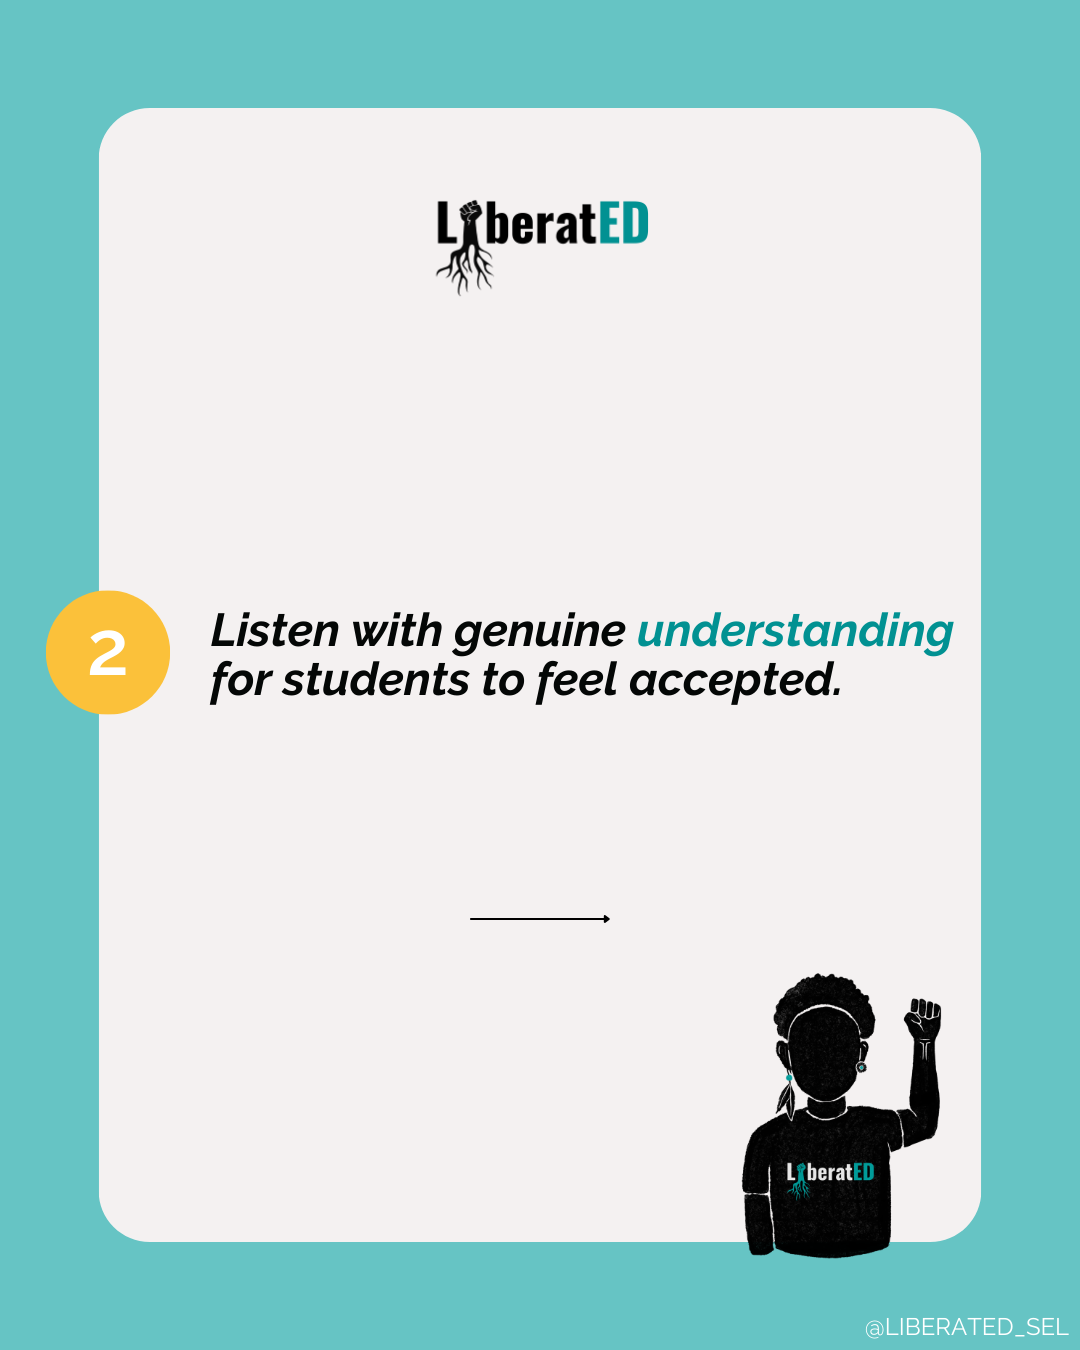 LiberatED
2
Listen with genuine understanding
for students to feel accepted.
LiberatED
@LIBERATED_SEL